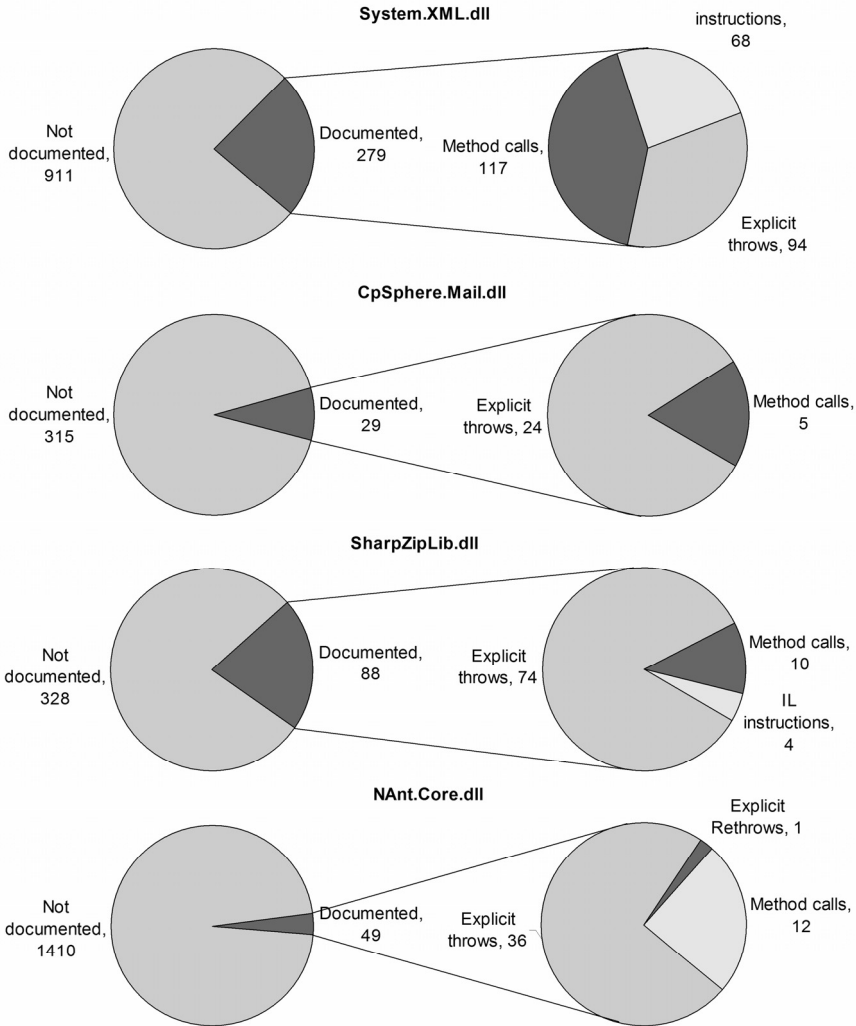 System.XML.dll
instructions,
68
Not
documented,
911
Documented,
279
Method calls,
117
Explicit
throws, 94
CpSphere.Mail.dll
Not
documented,
315
Documented,
29
Explicit
throws, 24
Method calls,
5
SharpZipLib.dll
Not
documented,
328
Documented,
88
Explicit
throws, 74
Method calls,
10
IL
instructions,
4
NAnt.Core.dll
Explicit
Rethrows, 1
Not
documented,
1410
Documented,
49
Explicit
throws, 36
Method calls,
12